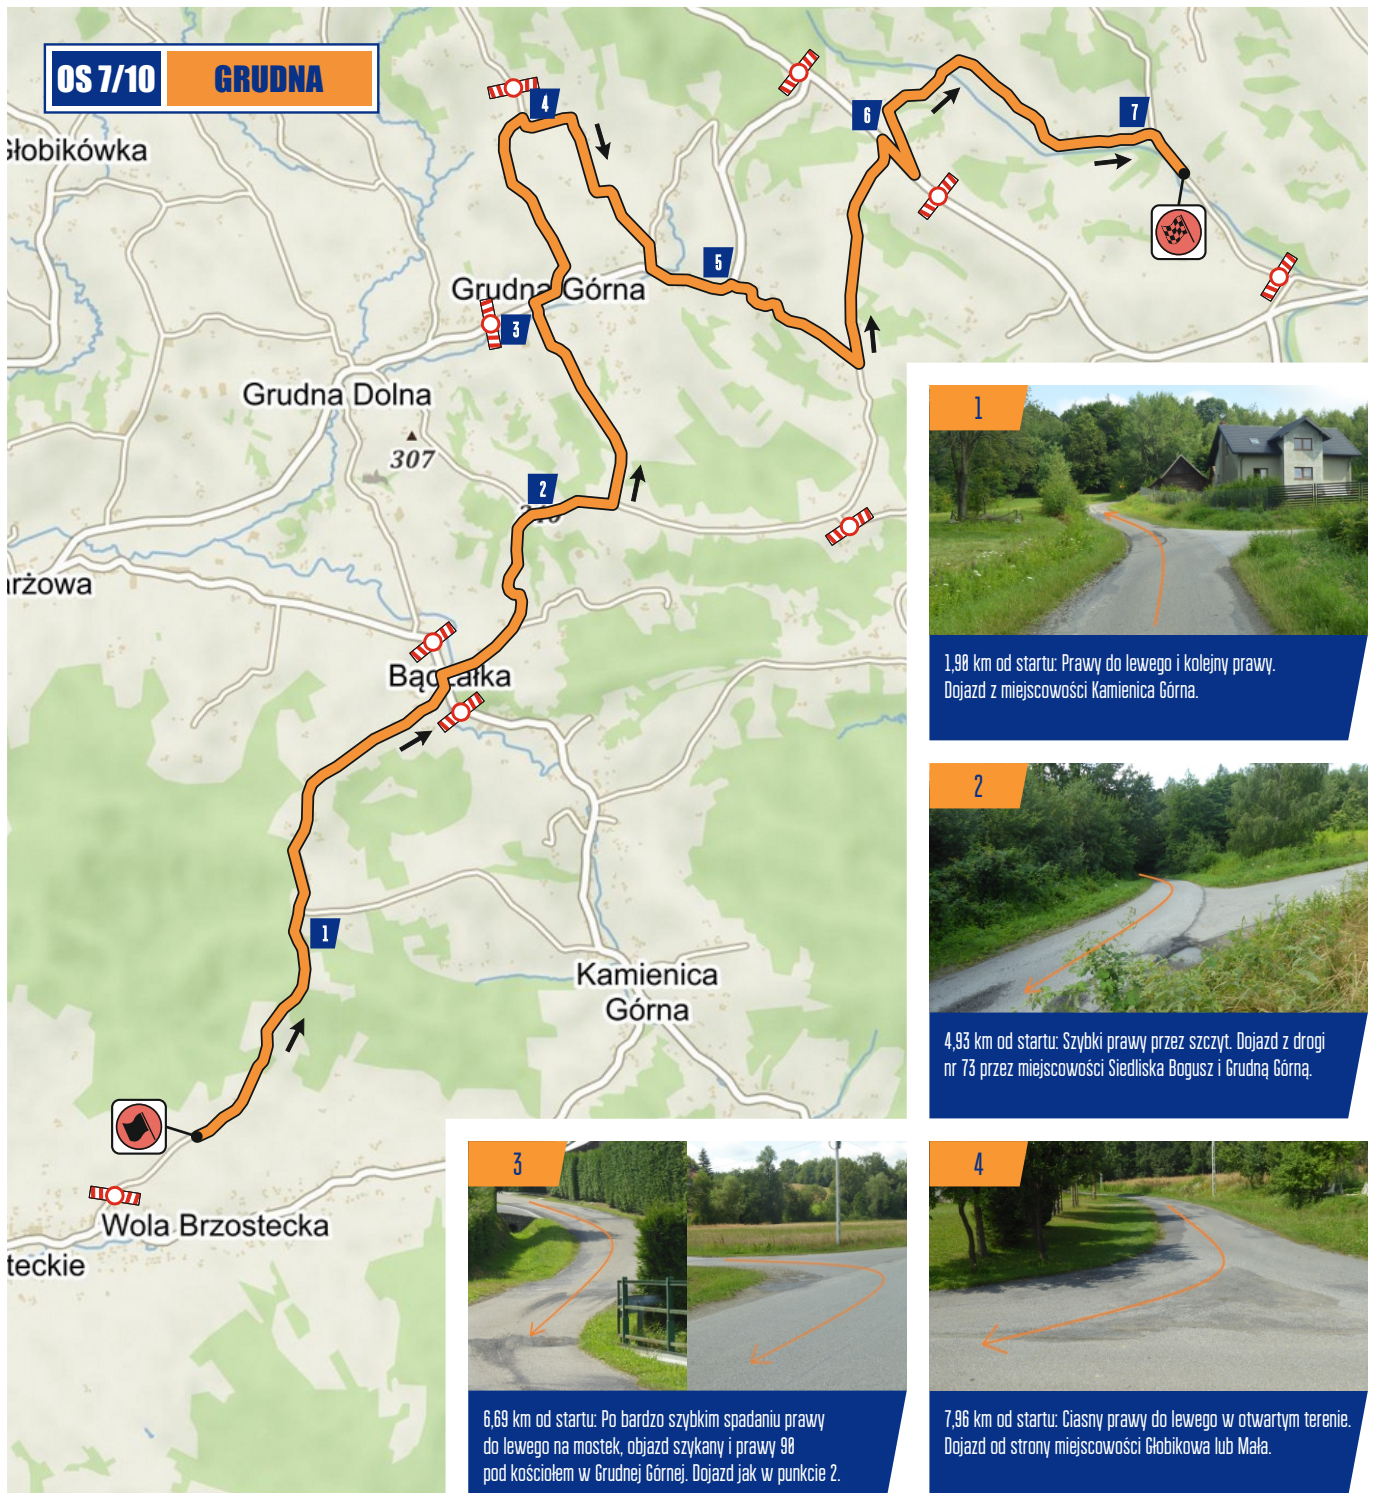 OS 7/10
GRUDNA
4
7
6
Głobikówka
5
Grudna Górna
3
Grudna Dolna
307
2
1
arżowa
Bączałka
1,90 km od startu: Prawy do lewego i kolejny prawy.
Dojazd z miejscowości Kamienica Górna.
2
1
Kamienica
Górna
4,93 km od startu: Szybki prawy przez szczyt. Dojazd z drogi
nr 73 przez miejscowości Siedliska Bogusz i Grudną Górną.
Wola Brzostecka
teckie
3
4
6,69 km od startu: Po bardzo szybkim spadaniu prawy
do lewego na mostek, objazd szykany i prawy 90
pod kościołem w Grudnej Górnej. Dojazd jak w punkcie 2.
7,96 km od startu: Ciasny prawy do lewego w otwartym terenie.
Dojazd od strony miejscowości Głobikowa lub Mała.